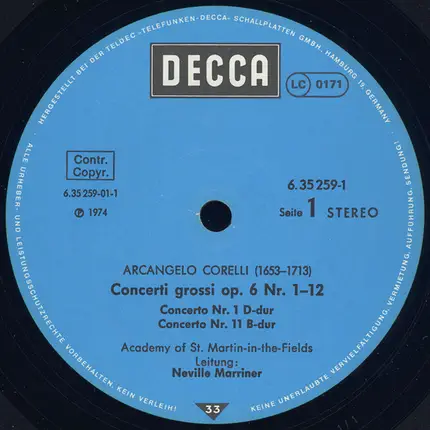 HERGESTELLT BEI DER TELDEC »TELEFUNKEN-DECCA« SCHALLPLATTEN GMBH, HAMBURG 19, GERMANY
DECCA
LC 0171
Contr.
Copyr.
6.35 259-01-1
℗ 1974
6.35 259-1
Seite 1 STEREO
ARCANGELO CORELLI (1653–1713)
Concerti grossi op. 6 Nr. 1–12
Concerto Nr. 1 D-dur
Concerto Nr. 11 B-dur
Academy of St. Martin-in-the-Fields
Leitung:
Neville Marriner
33
ALLE URHEBER- UND LEISTUNGSSCHUTZRECHTE VORBEHALTEN. KEIN VERLEIH!
KEINE UNERLAUBTE VERVIELFÄLTIGUNG, VERMIETUNG, AUFFÜHRUNG, SENDUNG!